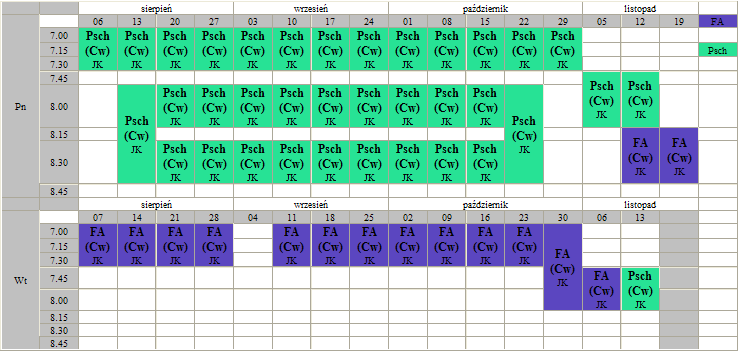 sierpień wrzesień październik listopad
06 13 20 27 03 10 17 24 01 08 15 22 29 05 12 19 FA
7.00 Psch Psch Psch Psch Psch Psch Psch Psch Psch Psch Psch Psch Psch
7.15 (Cw) (Cw) (Cw) (Cw) (Cw) (Cw) (Cw) (Cw) (Cw) (Cw) (Cw) (Cw) (Cw) Psch
7.30 JK JK JK JK JK JK JK JK JK JK JK JK JK
7.45
Psch Psch
Psch Psch Psch Psch Psch Psch Psch Psch Psch
Pn 8.00 (Cw) (Cw) (Cw) (Cw) (Cw) (Cw) (Cw) (Cw) (Cw) (Cw) (Cw)
Psch JK JK JK JK JK JK JK JK JK Psch JK JK
8.15 (Cw) (Cw)
JK Psch Psch Psch Psch Psch Psch Psch Psch Psch JK FA FA
8.30 (Cw) (Cw) (Cw) (Cw) (Cw) (Cw) (Cw) (Cw) (Cw) (Cw) (Cw)
JK JK JK JK JK JK JK JK JK JK JK
8.45
sierpień wrzesień październik listopad
07 14 21 28 04 11 18 25 02 09 16 23 30 06 13
7.00 FA FA FA FA FA FA FA FA FA FA FA
7.15 (Cw) (Cw) (Cw) (Cw) (Cw) (Cw) (Cw) (Cw) (Cw) (Cw) (Cw) FA
7.30 JK JK JK JK JK JK JK JK JK JK JK (Cw)
Wt 7.45 JK FA Psch
(Cw) (Cw)
8.00 JK JK
8.15
8.30
8.45